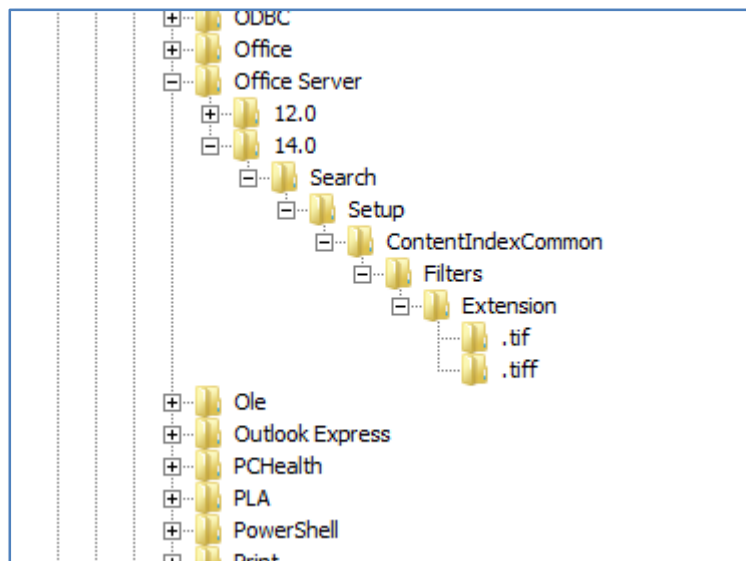 ODBC
Office
Office Server
12.0
14.0
Search
Setup
ContentIndexCommon
Filters
Extension
.tif
.tiff
Ole
Outlook Express
PCHealth
PLA
PowerShell
Print